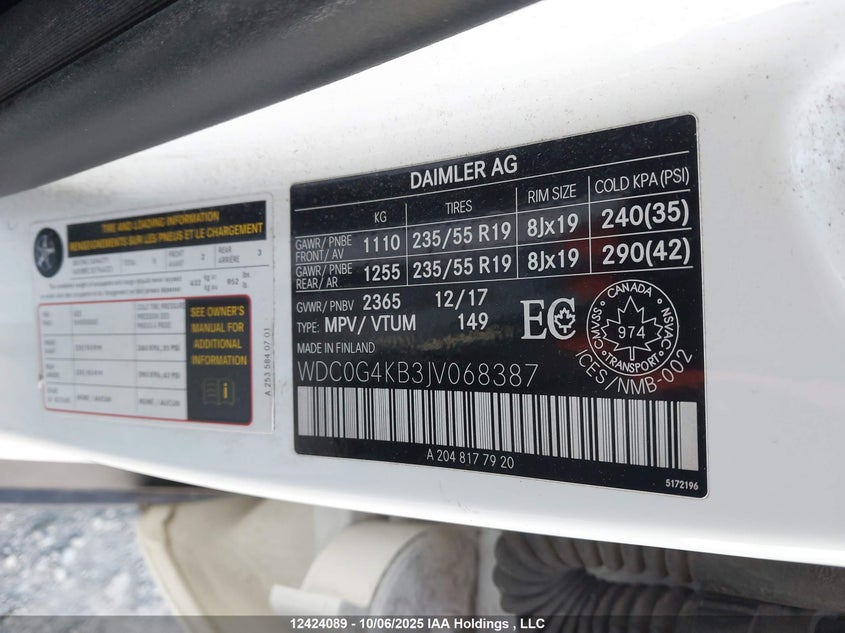 TIRE AND LOADING INFORMATION
RENSEIGNEMENTS SUR LES PNEUS ET LE CHARGEMENT
SEE OWNER'S
MANUAL FOR
ADDITIONAL
INFORMATION
A 253 584 07 01
DAIMLER AG
KG TIRES RIM SIZE COLD KPA(PSI)
GAWR/ PNBE
FRONT/ AV 1110 235/55 R19 8Jx19 240(35)
GAWR/ PNBE
REAR/ AR 1255 235/55 R19 8Jx19 290(42)
GVWR/ PNBV 2365 12/17
TYPE: MPV/ VTUM 149
MADE IN FINLAND
WDC0G4KB3JV068387
EC
CANADA
974
TRANSPORT
SSVMC NSVAC
ICES/NMB-002
A 204 817 79 20
5172196
12424089 - 10/06/2025 IAA Holdings , LLC